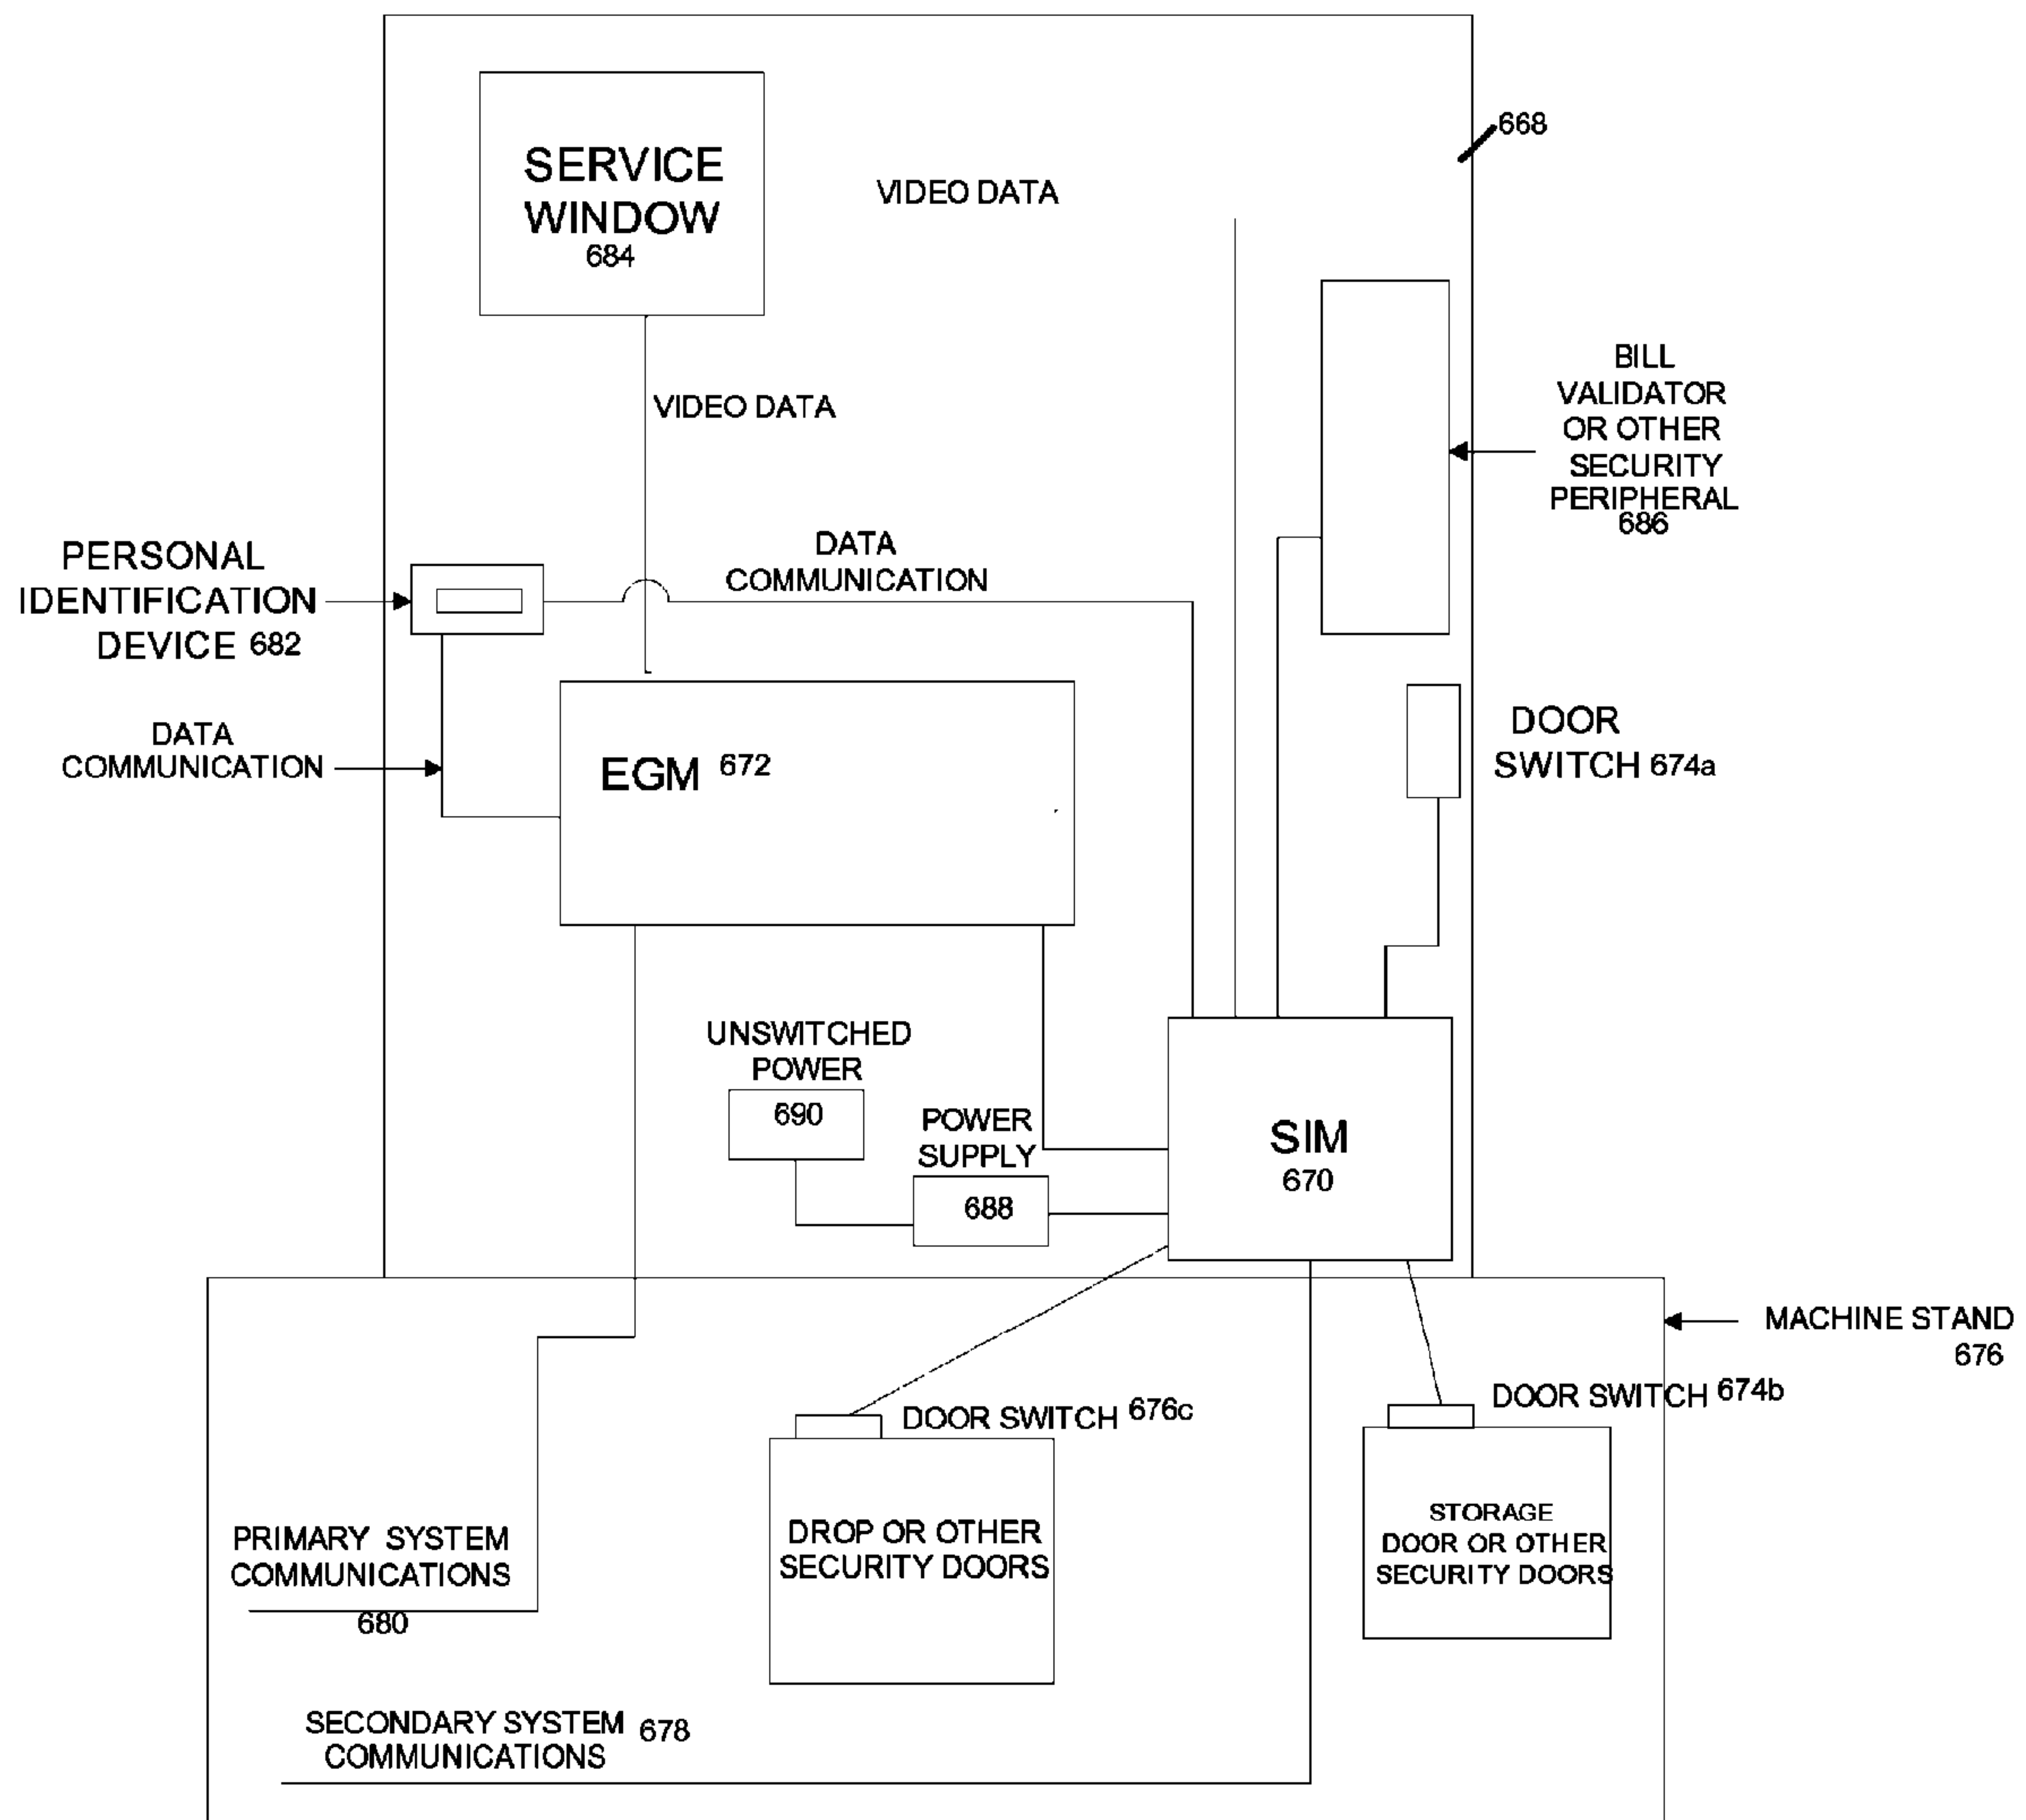 668
SERVICE
WINDOW
684
VIDEO DATA
VIDEO DATA
BILL
VALIDATOR
OR OTHER
SECURITY
PERIPHERAL
686
DATA
COMMUNICATION
PERSONAL
IDENTIFICATION
DEVICE 682
DATA
COMMUNICATION
EGM 672
DOOR
SWITCH 674a
UNSWITCHED
POWER
690
POWER
SUPPLY
688
SIM
670
MACHINE STAND
676
DOOR SWITCH 674b
DOOR SWITCH 676c
STORAGE
DOOR OR OTHER
SECURITY DOORS
DROP OR OTHER
SECURITY DOORS
PRIMARY SYSTEM
COMMUNICATIONS
680
SECONDARY SYSTEM 678
COMMUNICATIONS